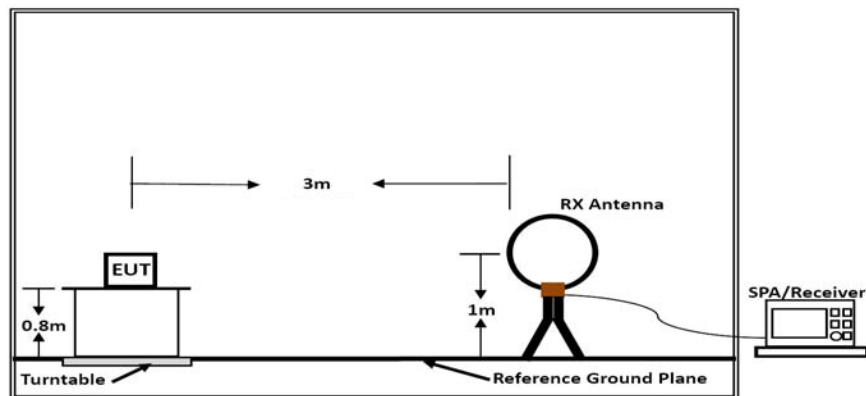 3m
RX Antenna
EUT
SPA/Receiver
0.8m
1m
Turntable
Reference Ground Plane